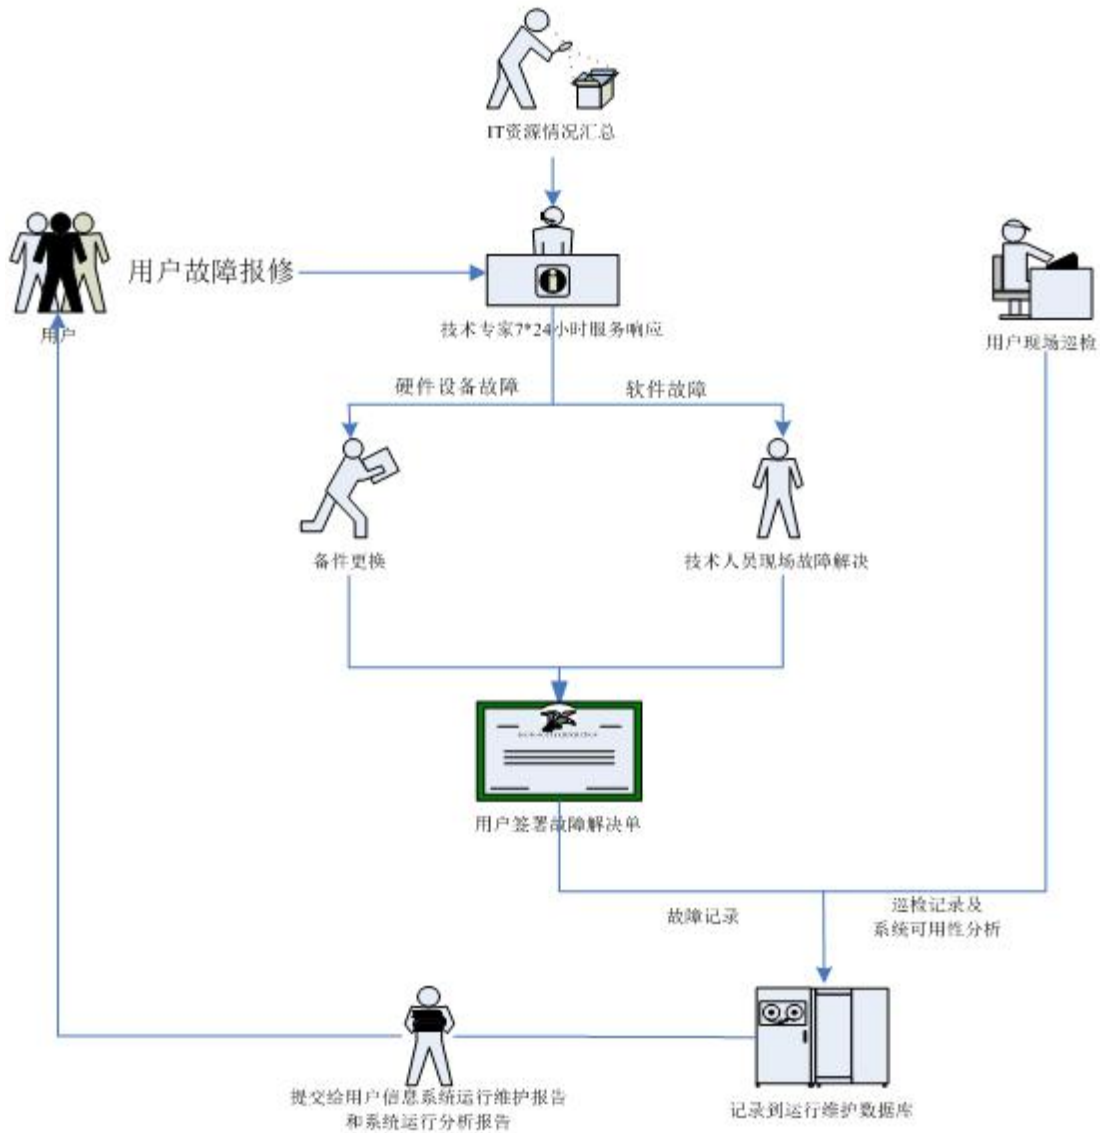 IT资源情况汇总
用户故障报修
用户
技术专家7*24小时服务响应
用户现场巡检
硬件设备故障
软件故障
备件更换
技术人员现场故障解决
用户签署故障解决单
故障记录
巡检记录及
系统可用性分析
提交给用户信息系统运行维护报告
和系统运行分析报告
记录到运行维护数据库